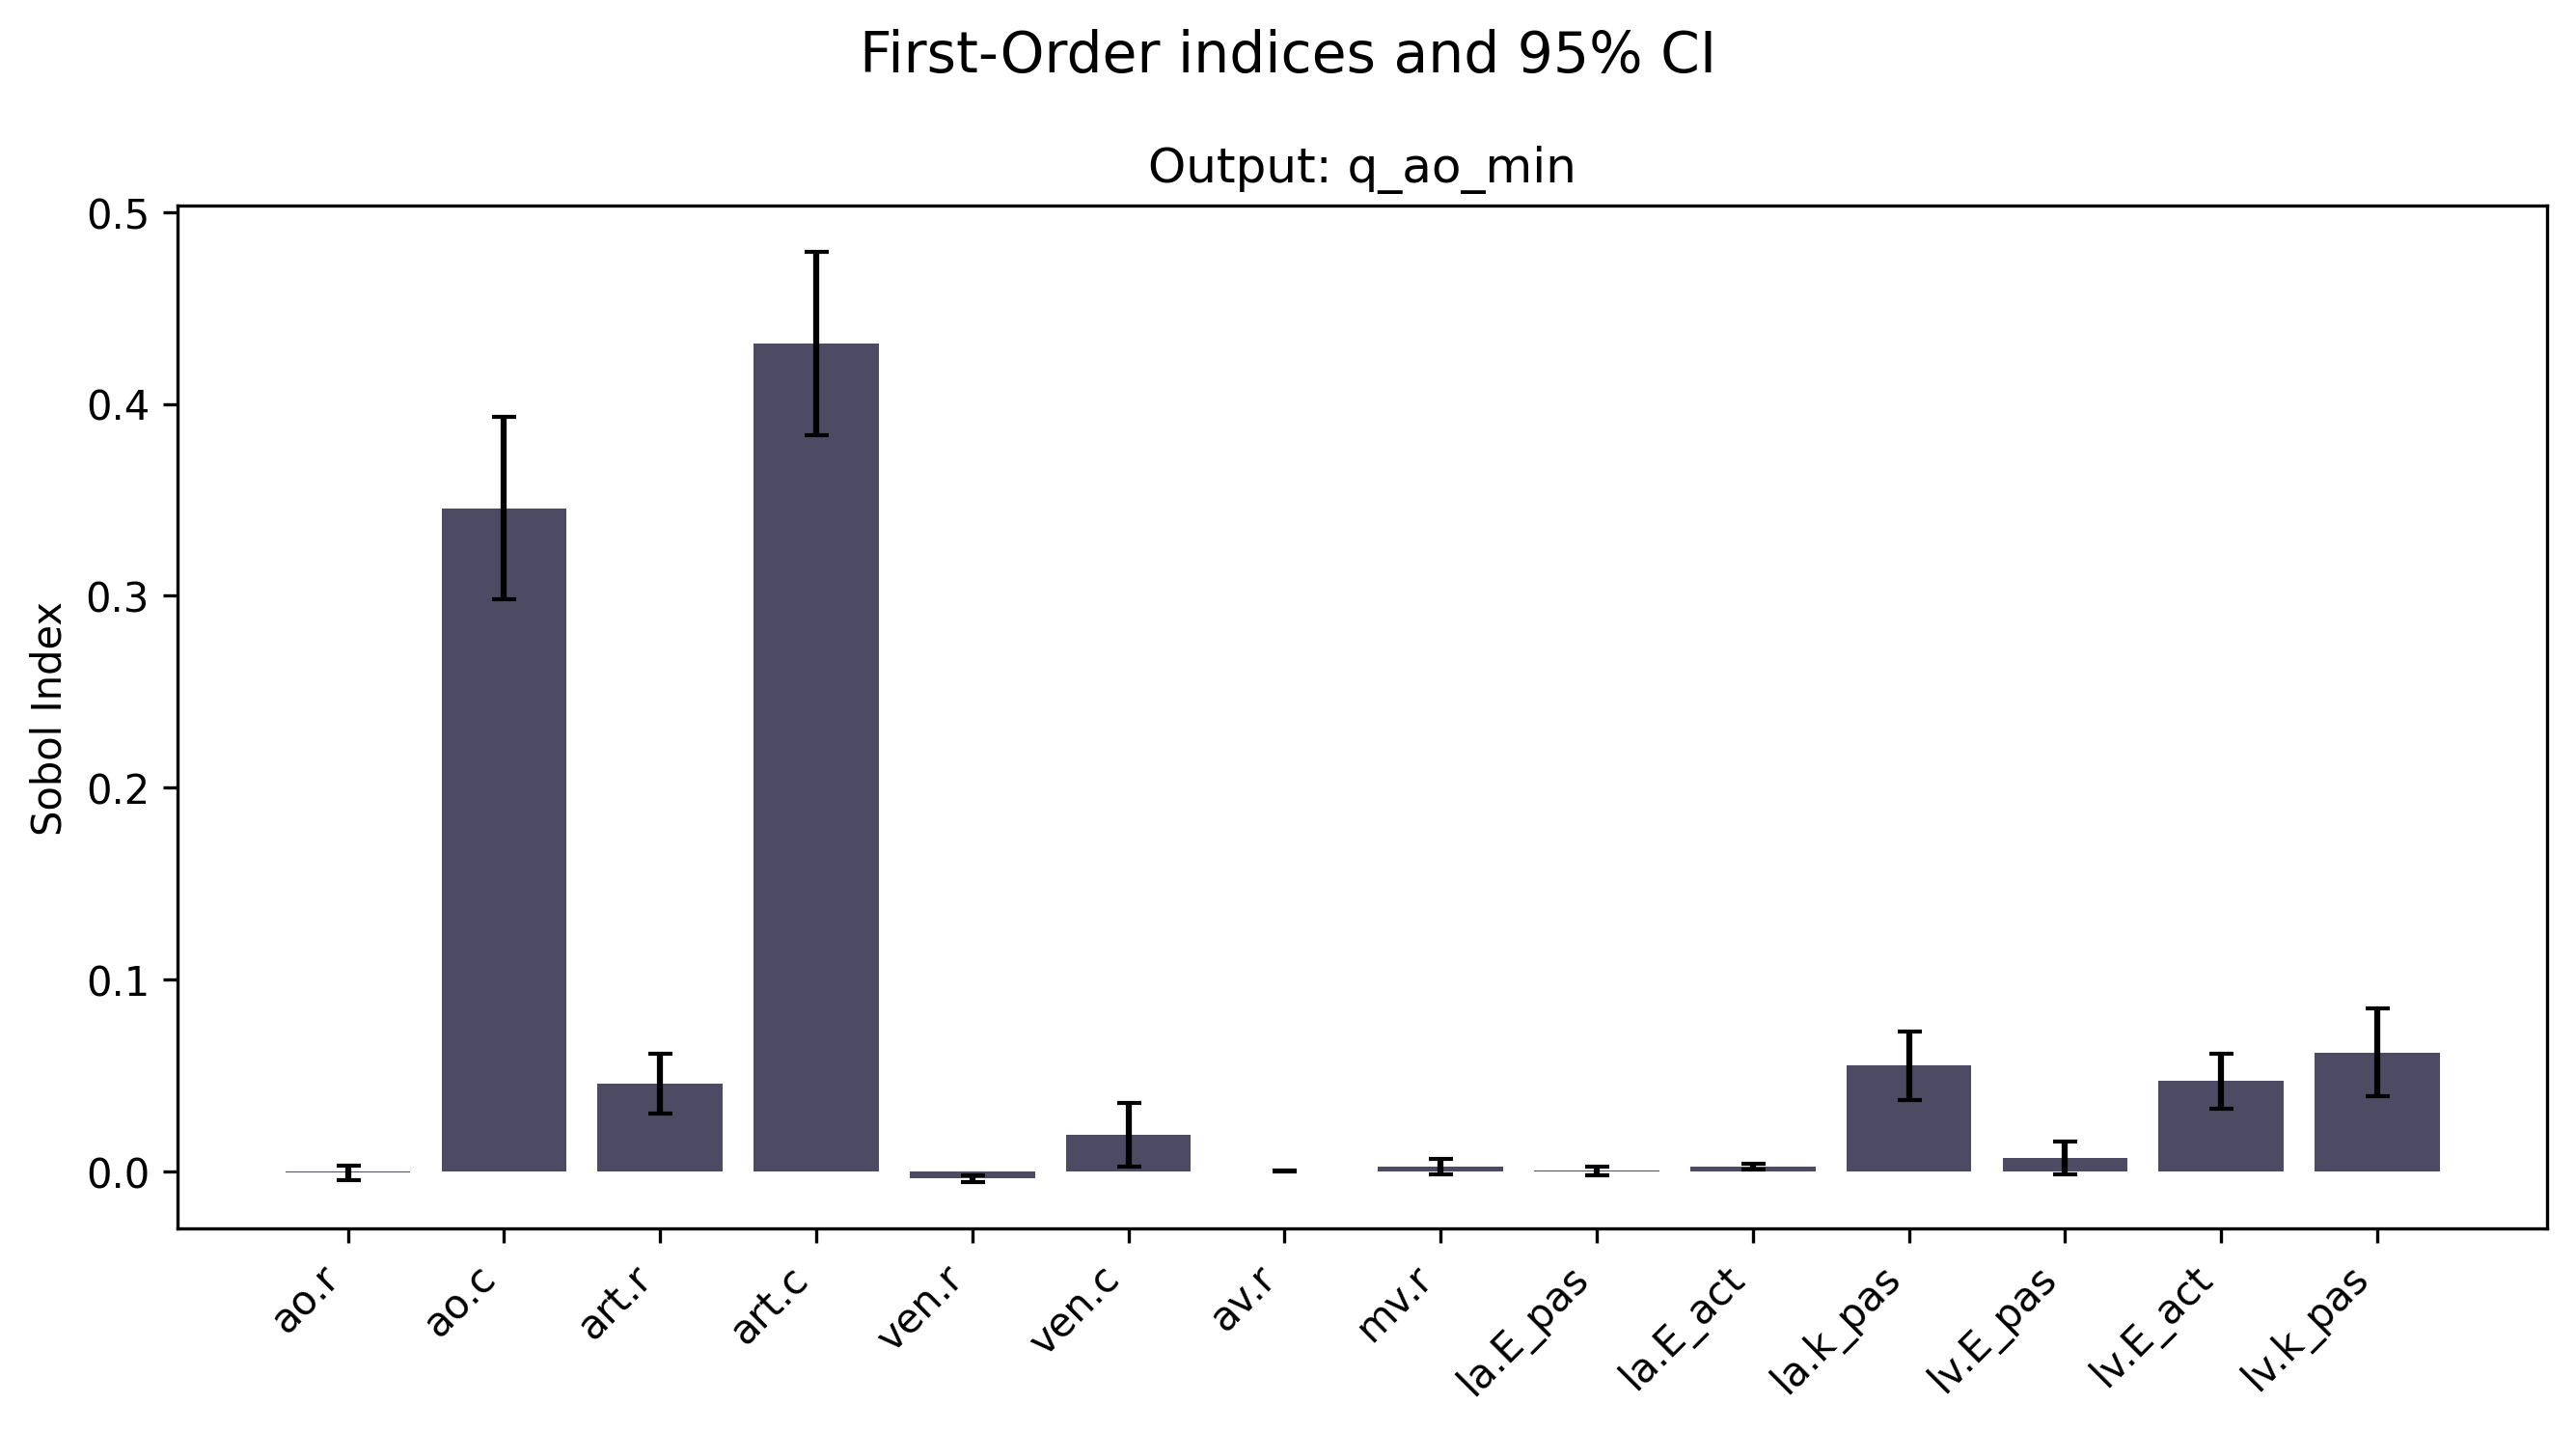 First-Order indices and 95% CI
Output: q_ao_min
Sobol Index
0.5
0.4
0.3
0.2
0.1
0.0
ao.r
ao.c
art.r
art.c
ven.r
ven.c
av.r
mv.r
la.E_pas
la.E_act
la.k_pas
lv.E_pas
lv.E_act
lv.k_pas